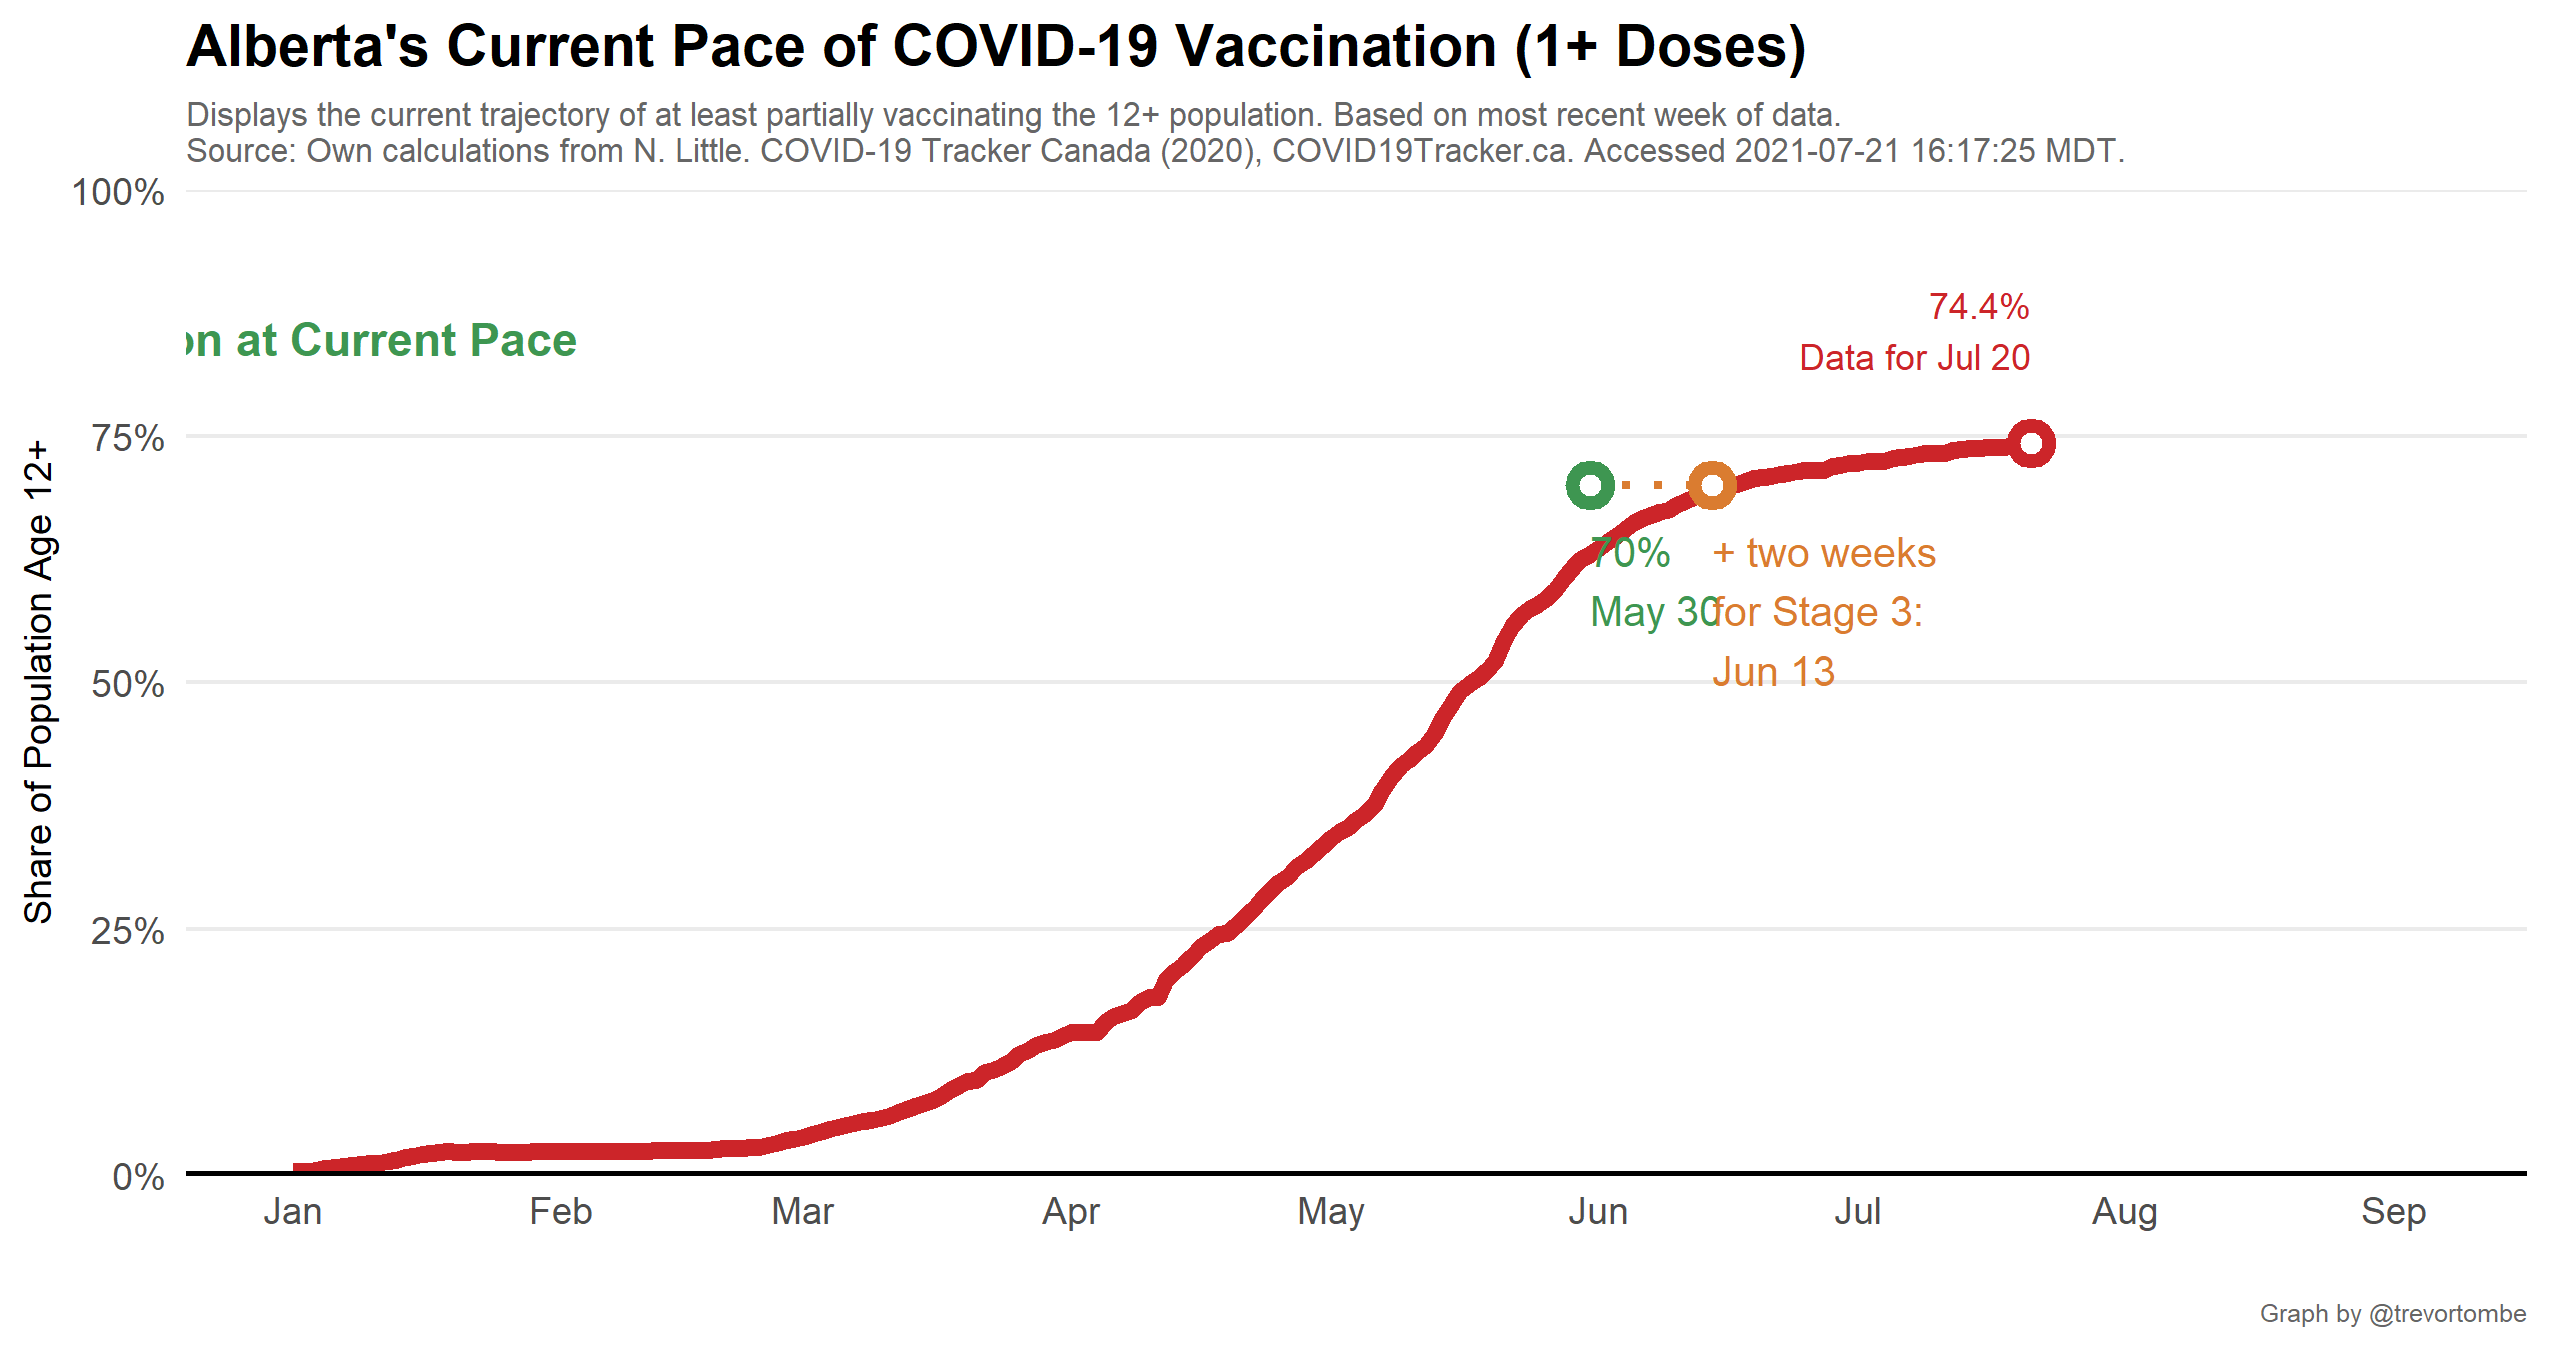 Alberta's Current Pace of COVID-19 Vaccination (1+ Doses)
Displays the current trajectory of at least partially vaccinating the 12+ population. Based on most recent week of data.
Source: Own calculations from N. Little. COVID-19 Tracker Canada (2020), COVID19Tracker.ca. Accessed 2021-07-21 16:17:25 MDT.
100%
75%
50%
25%
0%
Share of Population Age 12+
on at Current Pace
74.4%
Data for Jul 20
70%
May 30
+ two weeks
for Stage 3:
Jun 13
Jan Feb Mar Apr May Jun Jul Aug Sep
Graph by @trevortombe